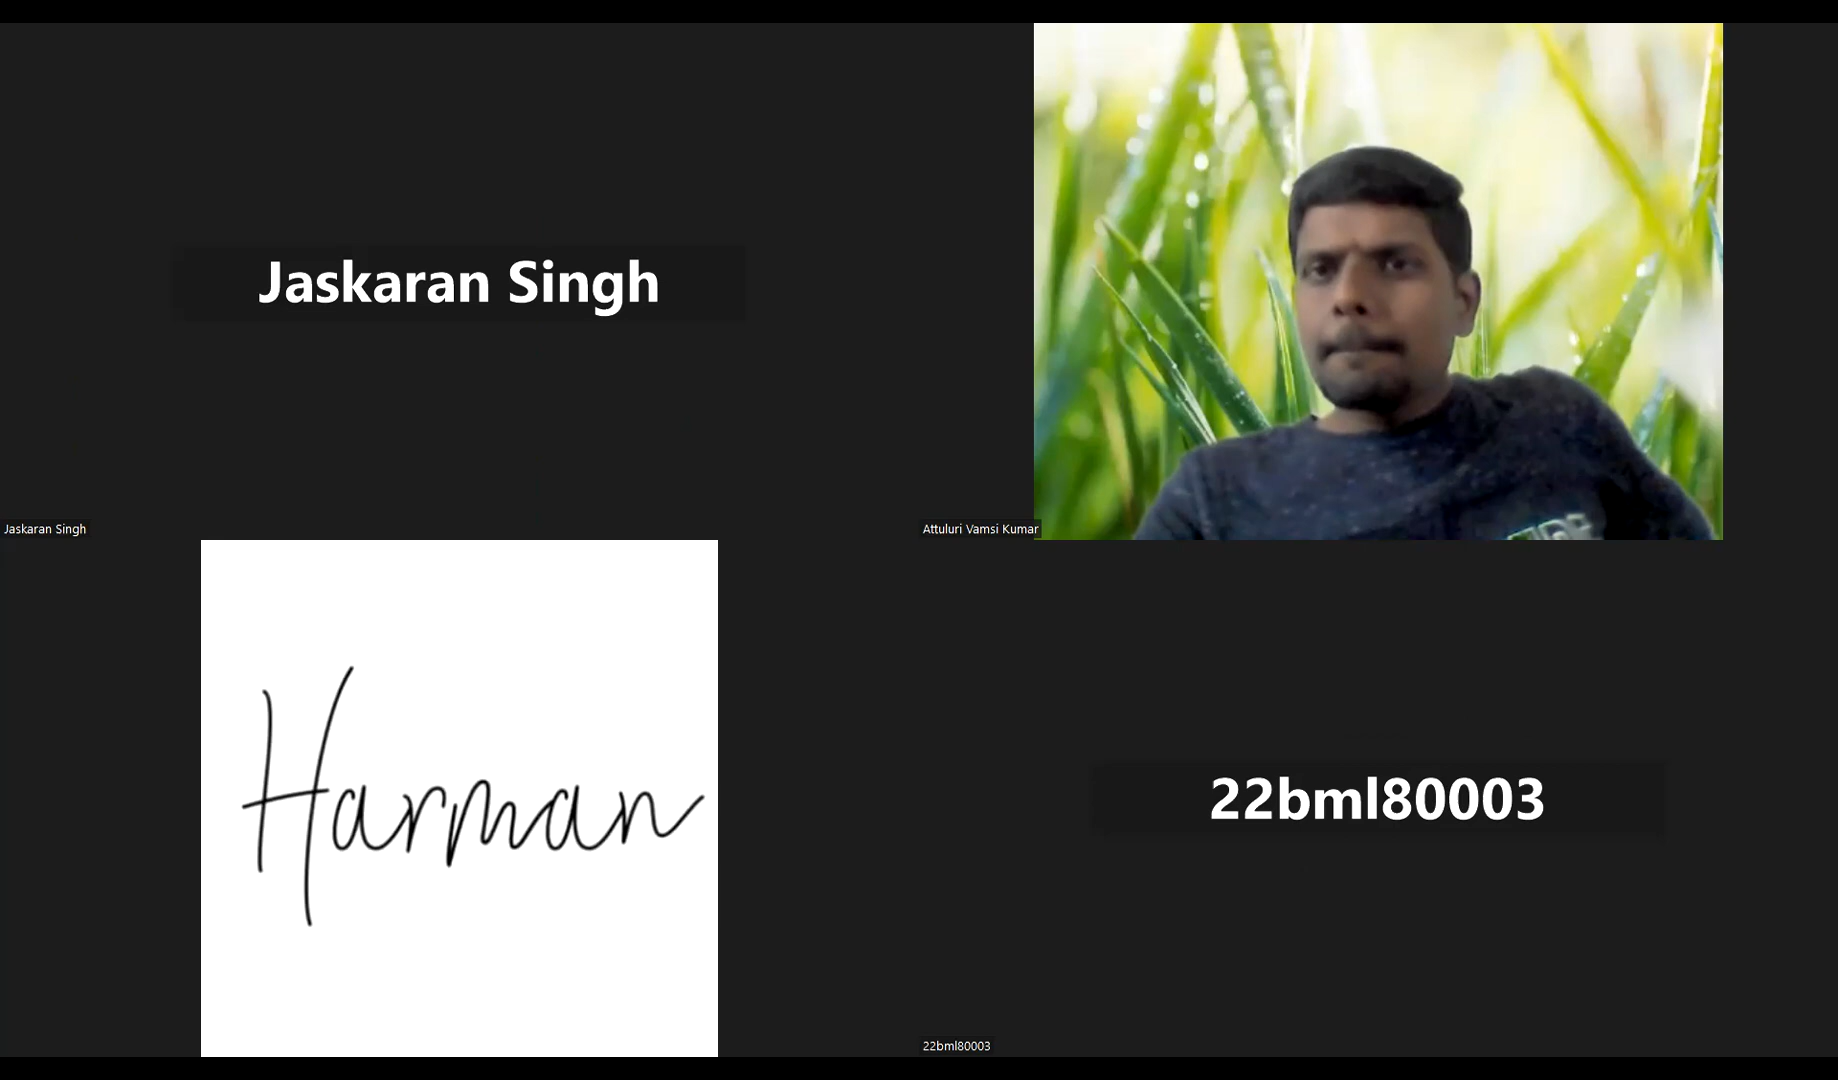 Jaskaran Singh
Jaskaran Singh
Attuluri Vamsi Kumar
Harman
22bml80003
22bml80003